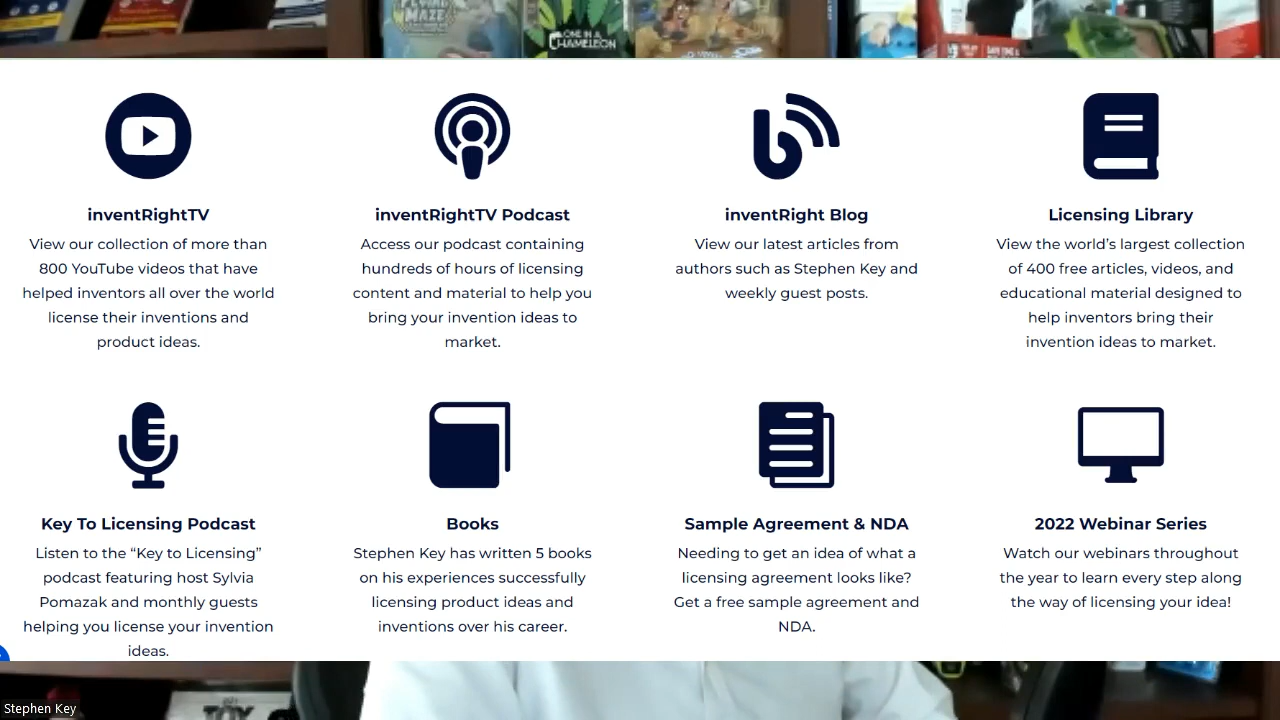 MAZE
ONE IN A
CHAMELEON
inventRightTV
View our collection of more than
800 YouTube videos that have
helped inventors all over the world
license their inventions and
product ideas.
inventRightTV Podcast
Access our podcast containing
hundreds of hours of licensing
content and material to help you
bring your invention ideas to
market.
inventRight Blog
View our latest articles from
authors such as Stephen Key and
weekly guest posts.
Licensing Library
View the world’s largest collection
of 400 free articles, videos, and
educational material designed to
help inventors bring their
invention ideas to market.
Key To Licensing Podcast
Listen to the “Key to Licensing”
podcast featuring host Sylvia
Pomazak and monthly guests
helping you license your invention
ideas.
Books
Stephen Key has written 5 books
on his experiences successfully
licensing product ideas and
inventions over his career.
Sample Agreement & NDA
Needing to get an idea of what a
licensing agreement looks like?
Get a free sample agreement and
NDA.
2022 Webinar Series
Watch our webinars throughout
the year to learn every step along
the way of licensing your idea!
TOY
Stephen Key